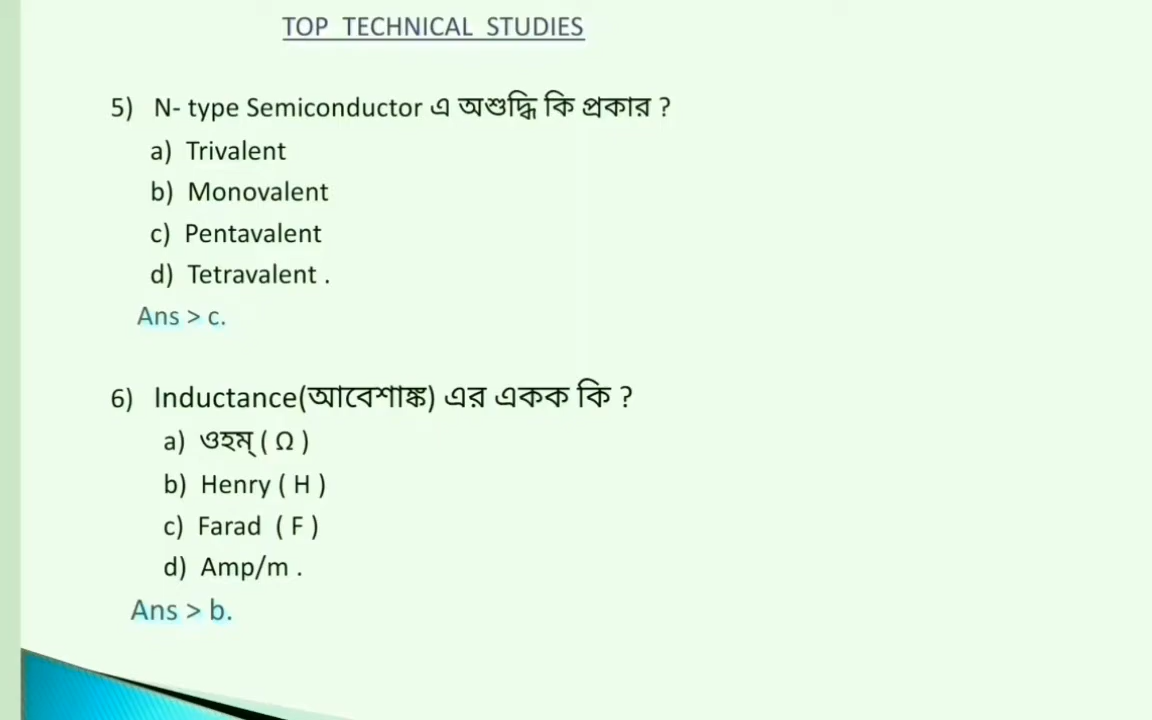 TOP TECHNICAL STUDIES
5) N- type Semiconductor এ অশুদ্ধি কি প্রকার ?
a) Trivalent
b) Monovalent
c) Pentavalent
d) Tetravalent .
Ans > c.
6) Inductance(আবেশাঙ্ক) এর একক কি ?
a) ওহম্ ( Ω )
b) Henry ( H )
c) Farad ( F )
d) Amp/m .
Ans > b.